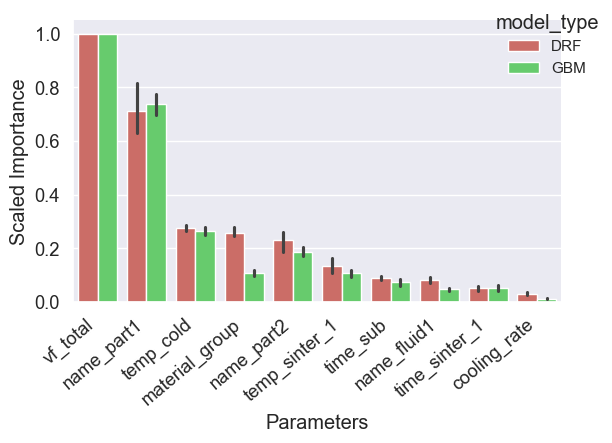 model_type
DRF
GBM
Scaled Importance
1.0
0.8
0.6
0.4
0.2
0.0
vf_total
name_part1
temp_cold
material_group
name_part2
temp_sinter_1
time_sub
name_fluid1
time_sinter_1
cooling_rate
Parameters